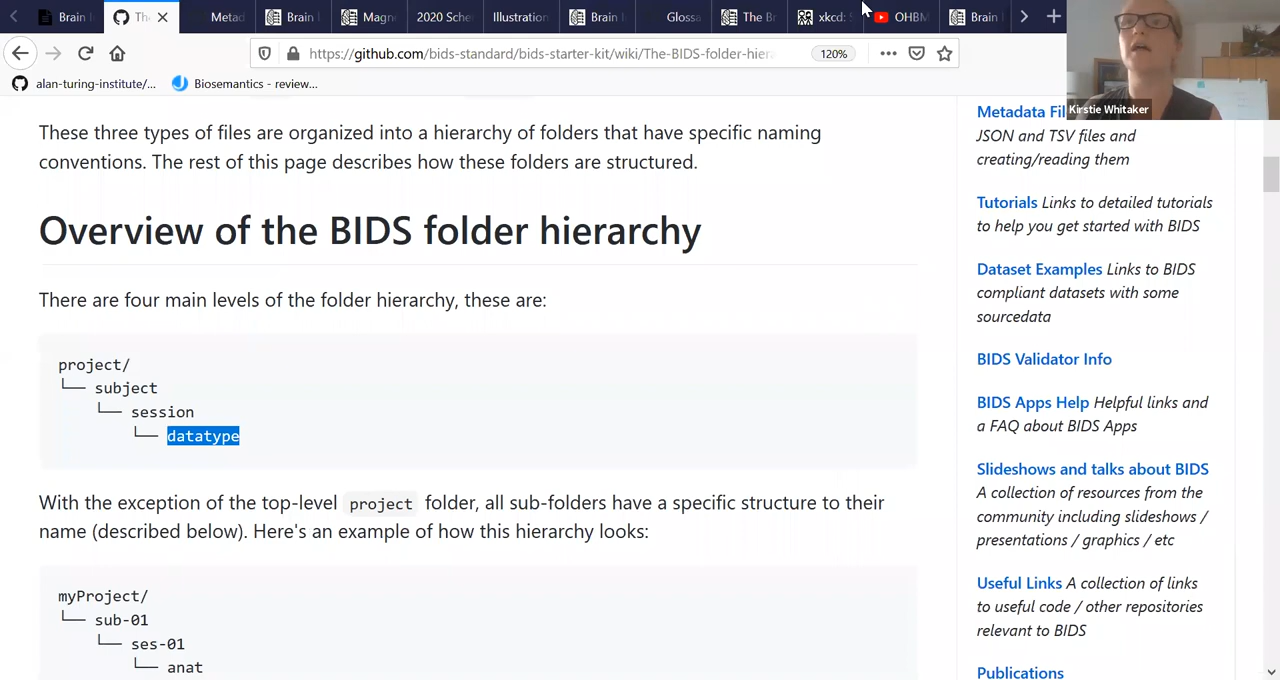 Brain I
The
Metad
Brain
Magn
2020 Sche
Illustration
Brain I
Glossa
The B
xkcd: S
OHBM
Brain
https://github.com/bids-standard/bids-starter-kit/wiki/The-BIDS-folder-hier
120%
alan-turing-institute/...
Biosemantics - review...
Kirstie Whitaker
These three types of files are organized into a hierarchy of folders that have specific naming
conventions. The rest of this page describes how these folders are structured.
Overview of the BIDS folder hierarchy
There are four main levels of the folder hierarchy, these are:
project/
└── subject
└── session
└── datatype
With the exception of the top-level project folder, all sub-folders have a specific structure to their
name (described below). Here's an example of how this hierarchy looks:
myProject/
└── sub-01
└── ses-01
└── anat
Metadata Fil
JSON and TSV files and
creating/reading them
Tutorials Links to detailed tutorials
to help you get started with BIDS
Dataset Examples Links to BIDS
compliant datasets with some
sourcedata
BIDS Validator Info
BIDS Apps Help Helpful links and
a FAQ about BIDS Apps
Slideshows and talks about BIDS
A collection of resources from the
community including slideshows /
presentations / graphics / etc
Useful Links A collection of links
to useful code / other repositories
relevant to BIDS
Publications